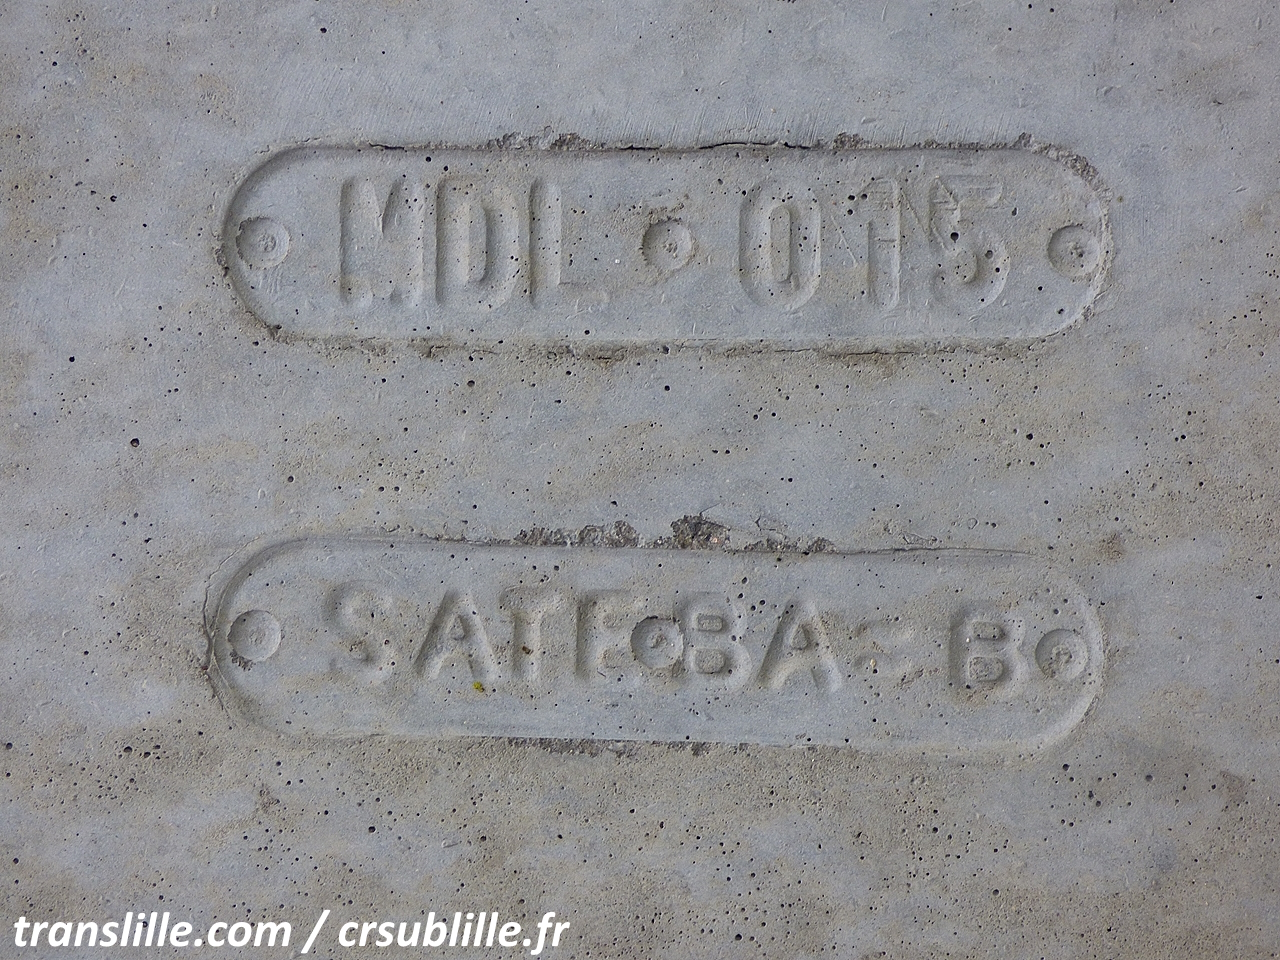 MDL 015
SATEBA B
translille.com / crsublille.fr